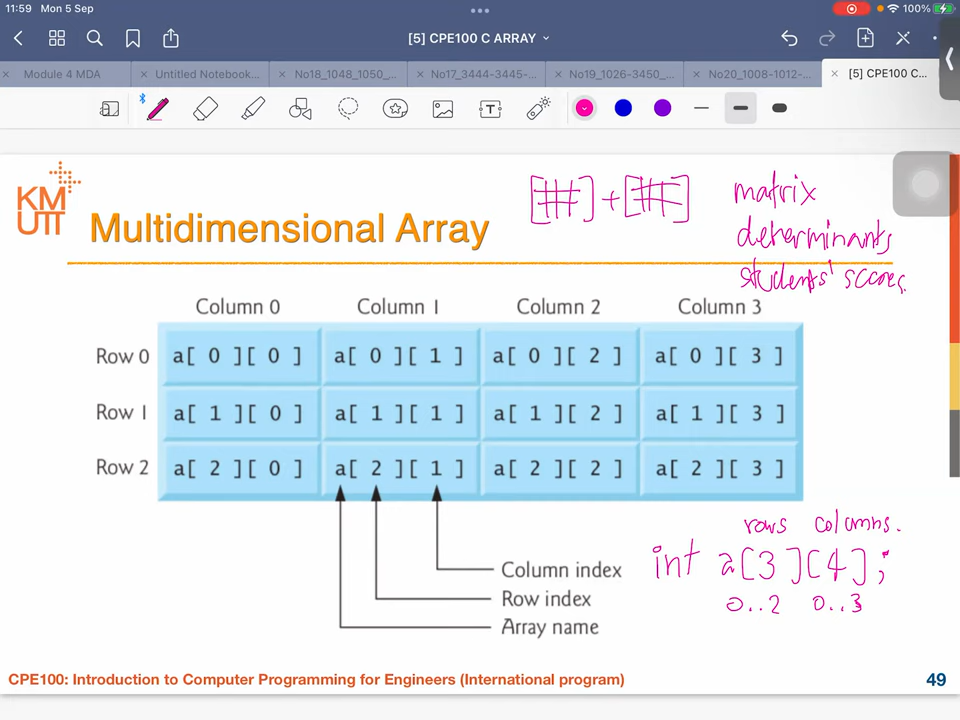 11:59 Mon 5 Sep
100%
[5] CPE100 C ARRAY
Module 4 MDA
Untitled Notebook...
No18_1048_1050_...
No17_3444-3445-...
No19_1026-3450_...
No20_1008-1012-...
[5] CPE100 C...
KM
UTT
Multidimensional Array
[ ] + [ ]
matrix
determinants
students' scores.
Column 0 Column 1 Column 2 Column 3
Row 0 a[ 0 ][ 0 ] a[ 0 ][ 1 ] a[ 0 ][ 2 ] a[ 0 ][ 3 ]
Row 1 a[ 1 ][ 0 ] a[ 1 ][ 1 ] a[ 1 ][ 2 ] a[ 1 ][ 3 ]
Row 2 a[ 2 ][ 0 ] a[ 2 ][ 1 ] a[ 2 ][ 2 ] a[ 2 ][ 3 ]
Column index
Row index
Array name
rows columns.
int a[3][4];
0..2 0..3
CPE100: Introduction to Computer Programming for Engineers (International program)
49